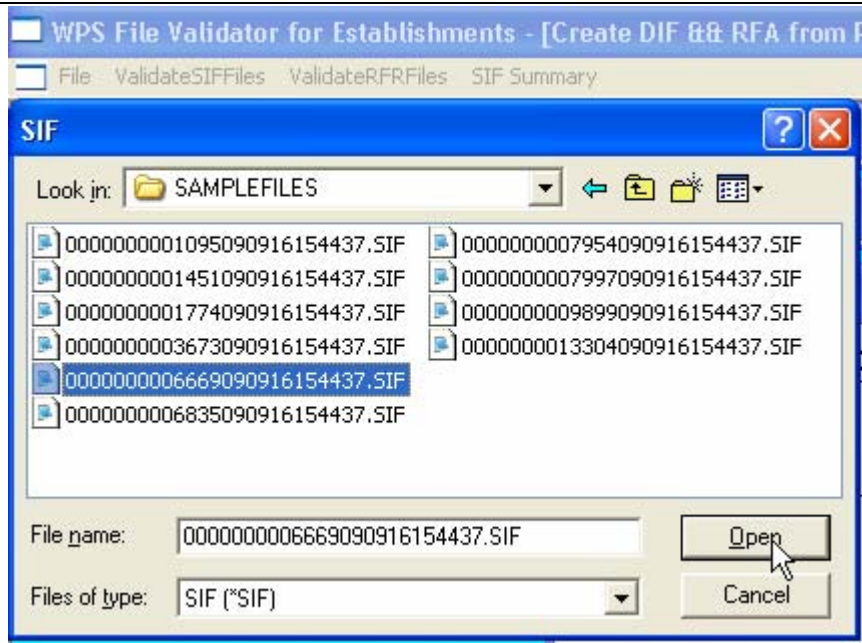 WPS File Validator for Establishments - [Create DIF && RFA from
File ValidateSIFFiles ValidateRFRFiles SIF Summary
SIF
Look in: SAMPLEFILES
0000000001095090916154437.SIF
0000000001451090916154437.SIF
0000000001774090916154437.SIF
0000000003673090916154437.SIF
0000000006669090916154437.SIF
0000000006835090916154437.SIF
0000000007954090916154437.SIF
0000000007997090916154437.SIF
0000000009899090916154437.SIF
0000000013304090916154437.SIF
File name: 0000000006669090916154437.SIF Open
Files of type: SIF (*SIF) Cancel